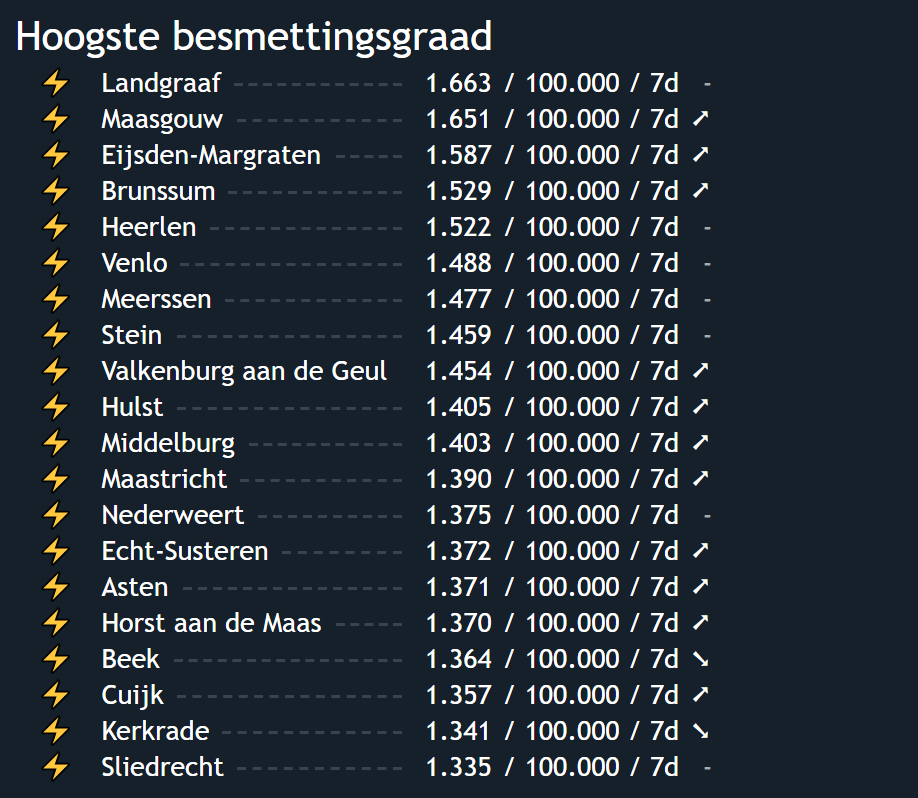 Hoogste besmettingsgraad
Landgraaf 1.663 / 100.000 / 7d -
Maasgouw 1.651 / 100.000 / 7d ➚
Eijsden-Margraten 1.587 / 100.000 / 7d ➚
Brunssum 1.529 / 100.000 / 7d ➚
Heerlen 1.522 / 100.000 / 7d -
Venlo 1.488 / 100.000 / 7d -
Meerssen 1.477 / 100.000 / 7d -
Stein 1.459 / 100.000 / 7d -
Valkenburg aan de Geul 1.454 / 100.000 / 7d ➚
Hulst 1.405 / 100.000 / 7d ➚
Middelburg 1.403 / 100.000 / 7d ➚
Maastricht 1.390 / 100.000 / 7d ➚
Nederweert 1.375 / 100.000 / 7d -
Echt-Susteren 1.372 / 100.000 / 7d ➚
Asten 1.371 / 100.000 / 7d ➚
Horst aan de Maas 1.370 / 100.000 / 7d ➚
Beek 1.364 / 100.000 / 7d ➘
Cuijk 1.357 / 100.000 / 7d ➚
Kerkrade 1.341 / 100.000 / 7d ➘
Sliedrecht 1.335 / 100.000 / 7d -